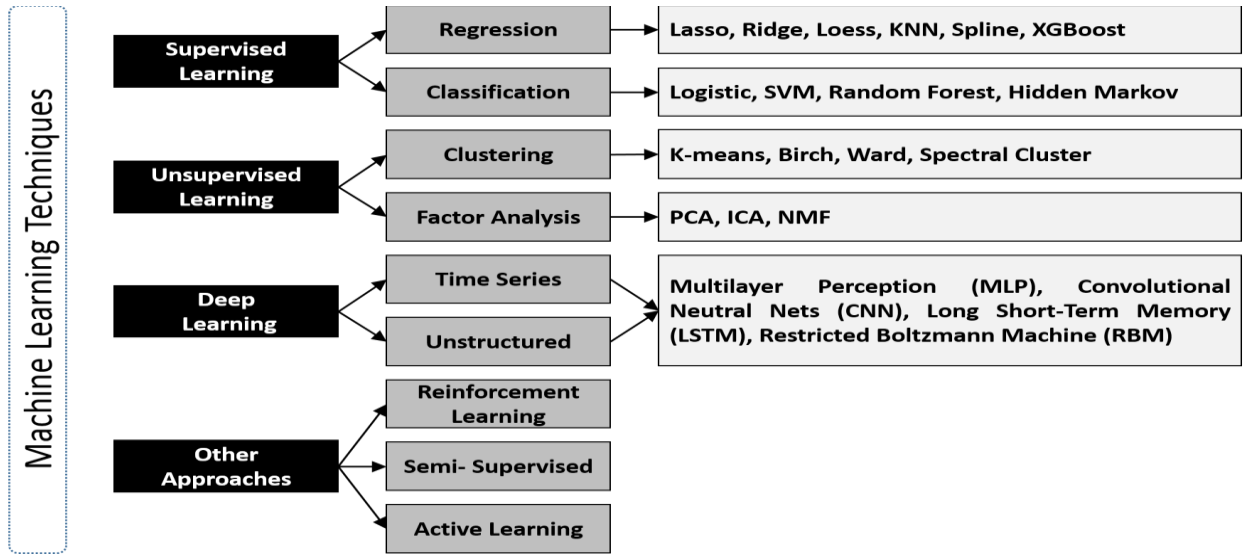 Machine Learning Techniques
Supervised
Learning
Regression
Lasso, Ridge, Loess, KNN, Spline, XGBoost
Classification
Logistic, SVM, Random Forest, Hidden Markov
Unsupervised
Learning
Clustering
K-means, Birch, Ward, Spectral Cluster
Factor Analysis
PCA, ICA, NMF
Deep
Learning
Time Series
Unstructured
Multilayer Perception (MLP), Convolutional
Neutral Nets (CNN), Long Short-Term Memory
(LSTM), Restricted Boltzmann Machine (RBM)
Other
Approaches
Reinforcement
Learning
Semi- Supervised
Active Learning